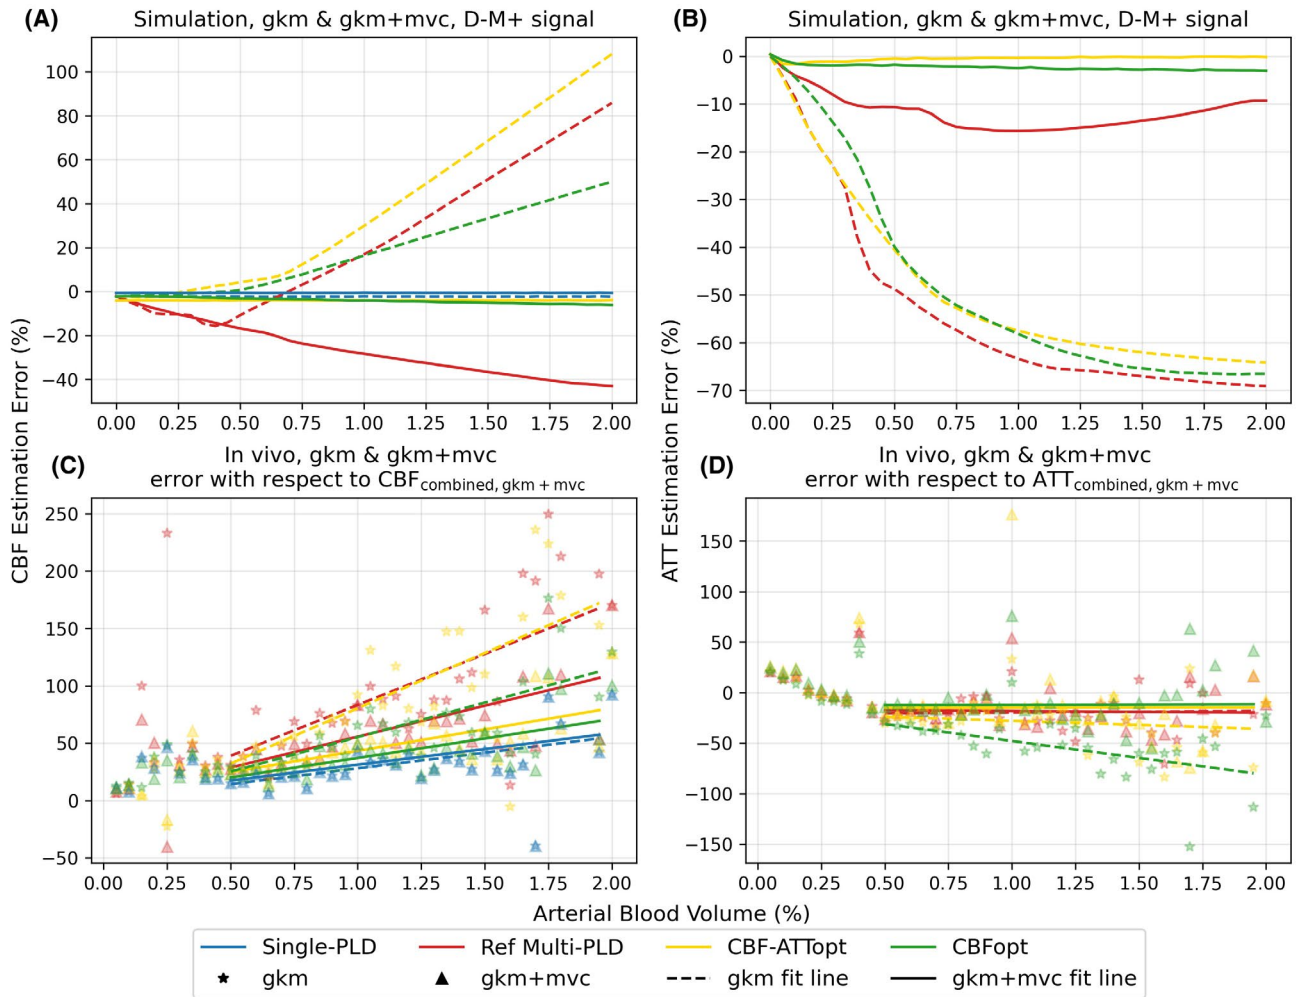 (A) Simulation, gkm & gkm+mvc, D-M+ signal
100
80
60
40
20
0
−20
−40
0.00 0.25 0.50 0.75 1.00 1.25 1.50 1.75 2.00
(B) Simulation, gkm & gkm+mvc, D-M+ signal
0
−10
−20
−30
−40
−50
−60
−70
0.00 0.25 0.50 0.75 1.00 1.25 1.50 1.75 2.00
CBF Estimation Error (%)
ATT Estimation Error (%)
(C) In vivo, gkm & gkm+mvc
error with respect to CBFcombined, gkm + mvc
250
200
150
100
50
0
−50
0.00 0.25 0.50 0.75 1.00 1.25 1.50 1.75 2.00
(D) In vivo, gkm & gkm+mvc
error with respect to ATTcombined, gkm + mvc
150
100
50
0
−50
−100
−150
0.00 0.25 0.50 0.75 1.00 1.25 1.50 1.75 2.00
Arterial Blood Volume (%)
Single-PLD Ref Multi-PLD CBF-ATTopt CBFopt
gkm gkm+mvc gkm fit line gkm+mvc fit line